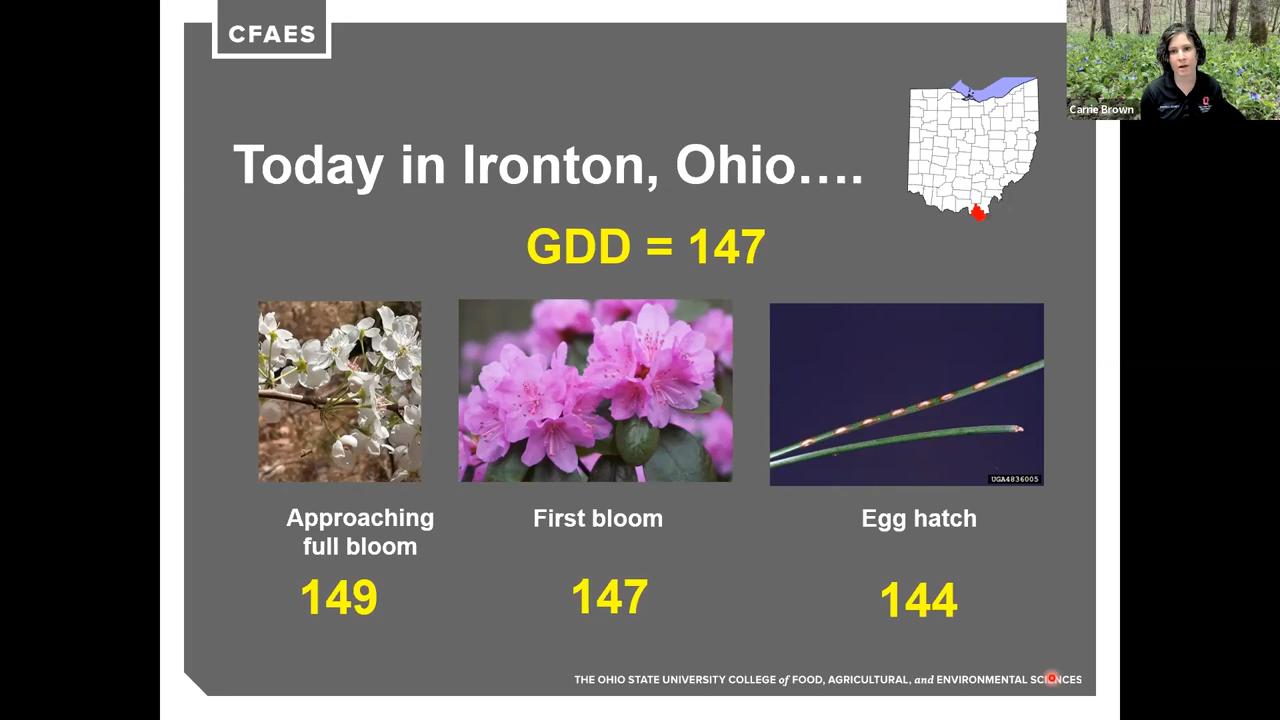 CFAES
Carrie Brown
Today in Ironton, Ohio....
GDD = 147
UGA4836005
Approaching
full bloom
First bloom
Egg hatch
149
147
144
THE OHIO STATE UNIVERSITY COLLEGE of FOOD, AGRICULTURAL, and ENVIRONMENTAL SCIENCES